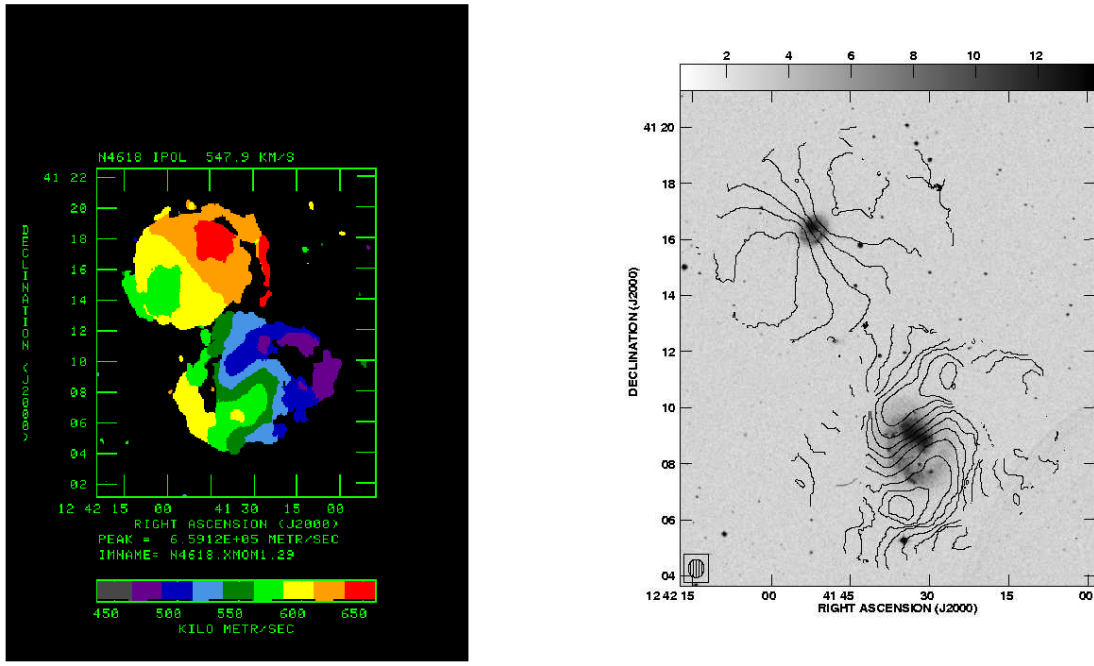 N4618 IPOL 547.9 KM/S
41 22
20
18
16
14
12
10
08
06
04
02
DECLINATION (J2000)
12 42 15 00 41 30 15 00
RIGHT ASCENSION (J2000)
PEAK = 6.5912E+05 METR/SEC
IMNAME= N4618.XMOM1.29
450 500 550 600 650
KILO METR/SEC
2 4 6 8 10 12
41 20
18
16
14
12
10
08
06
04
DECLINATION (J2000)
12 42 15 00 41 45 30 15 00
RIGHT ASCENSION (J2000)